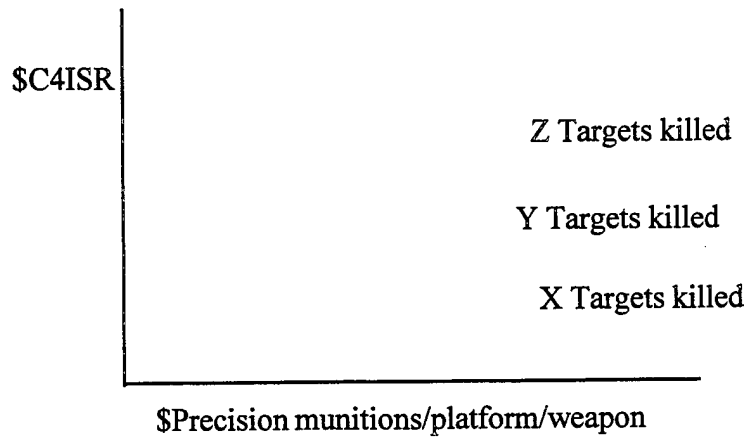 $C4ISR
Z Targets killed
Y Targets killed
X Targets killed
$Precision munitions/platform/weapon